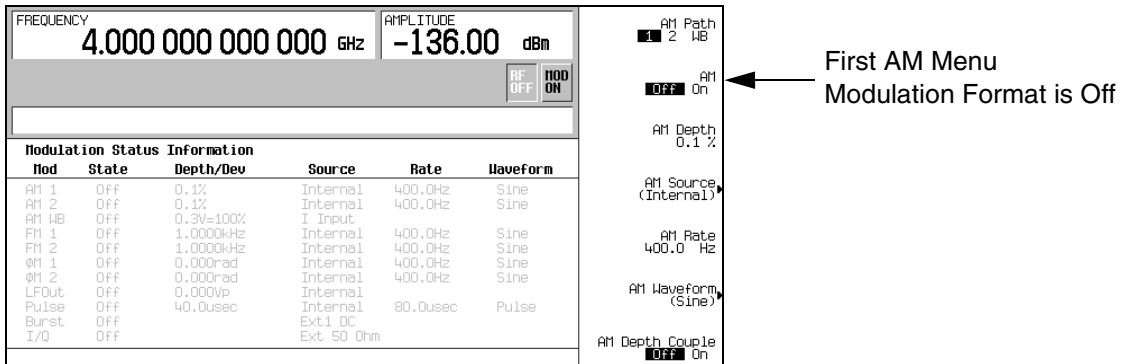 FREQUENCY
4.000 000 000 000 GHz
AMPLITUDE
-136.00 dBm
RF OFF
MOD ON
Modulation Status Information
Mod State Depth/Dev Source Rate Waveform
AM 1 Off 0.1% Internal 400.0Hz Sine
AM 2 Off 0.1% Internal 400.0Hz Sine
AM WB Off 0.3V=100% I Input
FM 1 Off 1.0000kHz Internal 400.0Hz Sine
FM 2 Off 1.0000kHz Internal 400.0Hz Sine
ΦM 1 Off 0.000rad Internal 400.0Hz Sine
ΦM 2 Off 0.000rad Internal 400.0Hz Sine
LFOut Off 0.000Vp Internal
Pulse Off 40.0usec Internal 80.0usec Pulse
Burst Off Ext1 DC
I/Q Off Ext 50 Ohm
AM Path
1 2 WB
AM
Off On
AM Depth
0.1 %
AM Source
(Internal)
AM Rate
400.0 Hz
AM Waveform
(Sine)
AM Depth Couple
Off On
First AM Menu
Modulation Format is Off